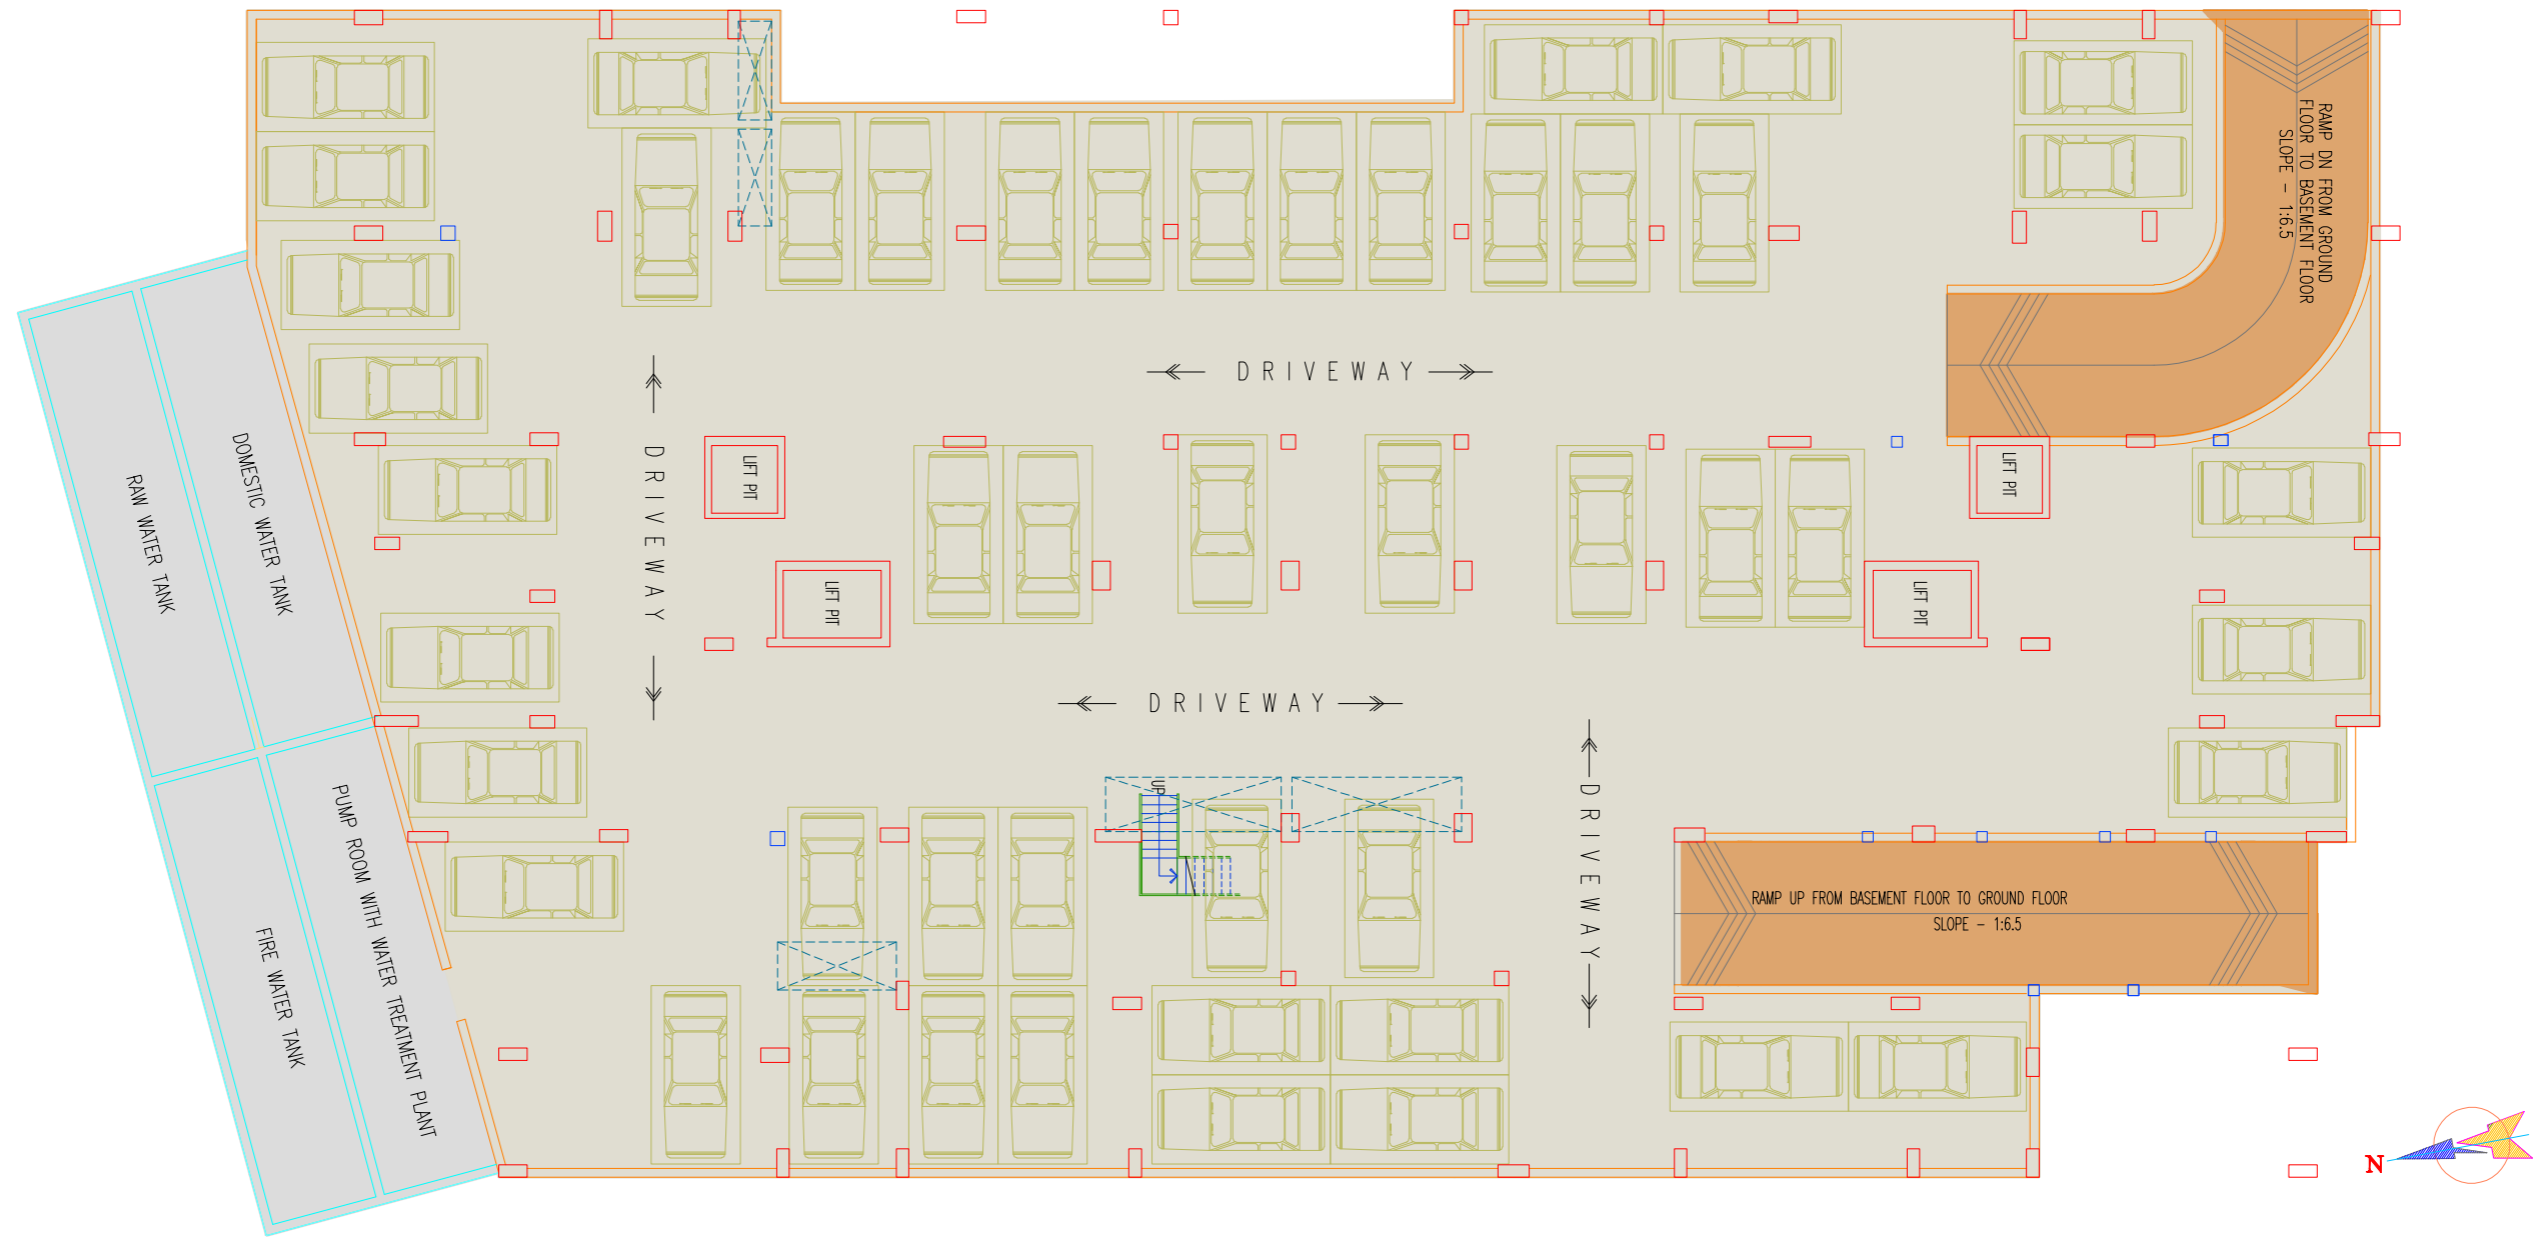 RAMP DN FROM GROUND
FLOOR TO BASEMENT FLOOR
SLOPE - 1:6.5
DRIVEWAY
DRIVEWAY
LIFT PIT
LIFT PIT
DOMESTIC WATER TANK
RAW WATER TANK
LIFT PIT
LIFT PIT
DRIVEWAY
UP
DRIVEWAY
PUMP ROOM WITH WATER TREATMENT PLANT
FIRE WATER TANK
RAMP UP FROM BASEMENT FLOOR TO GROUND FLOOR
SLOPE - 1:6.5
N